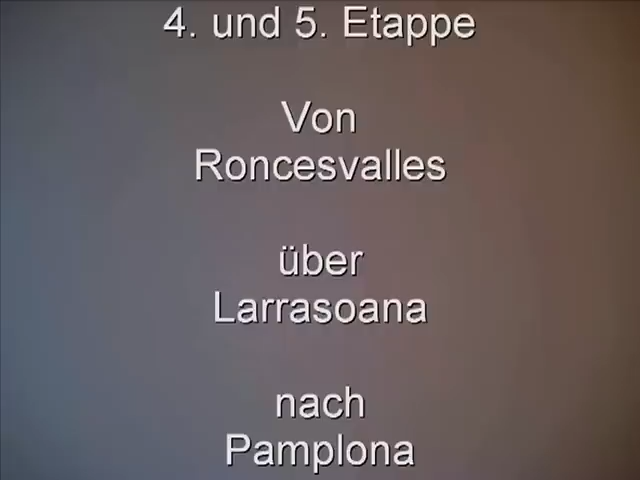 4. und 5. Etappe
Von
Roncesvalles
über
Larrasoana
nach
Pamplona